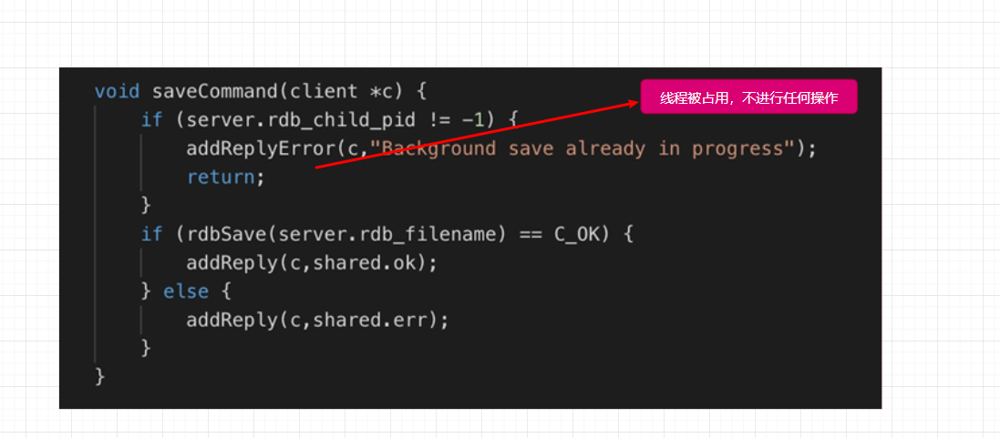 void saveCommand(client *c) {
线程被占用，不进行任何操作
if (server.rdb_child_pid != -1) {
addReplyError(c,"Background save already in progress");
return;
}
if (rdbSave(server.rdb_filename) == C_OK) {
addReply(c,shared.ok);
} else {
addReply(c,shared.err);
}
}